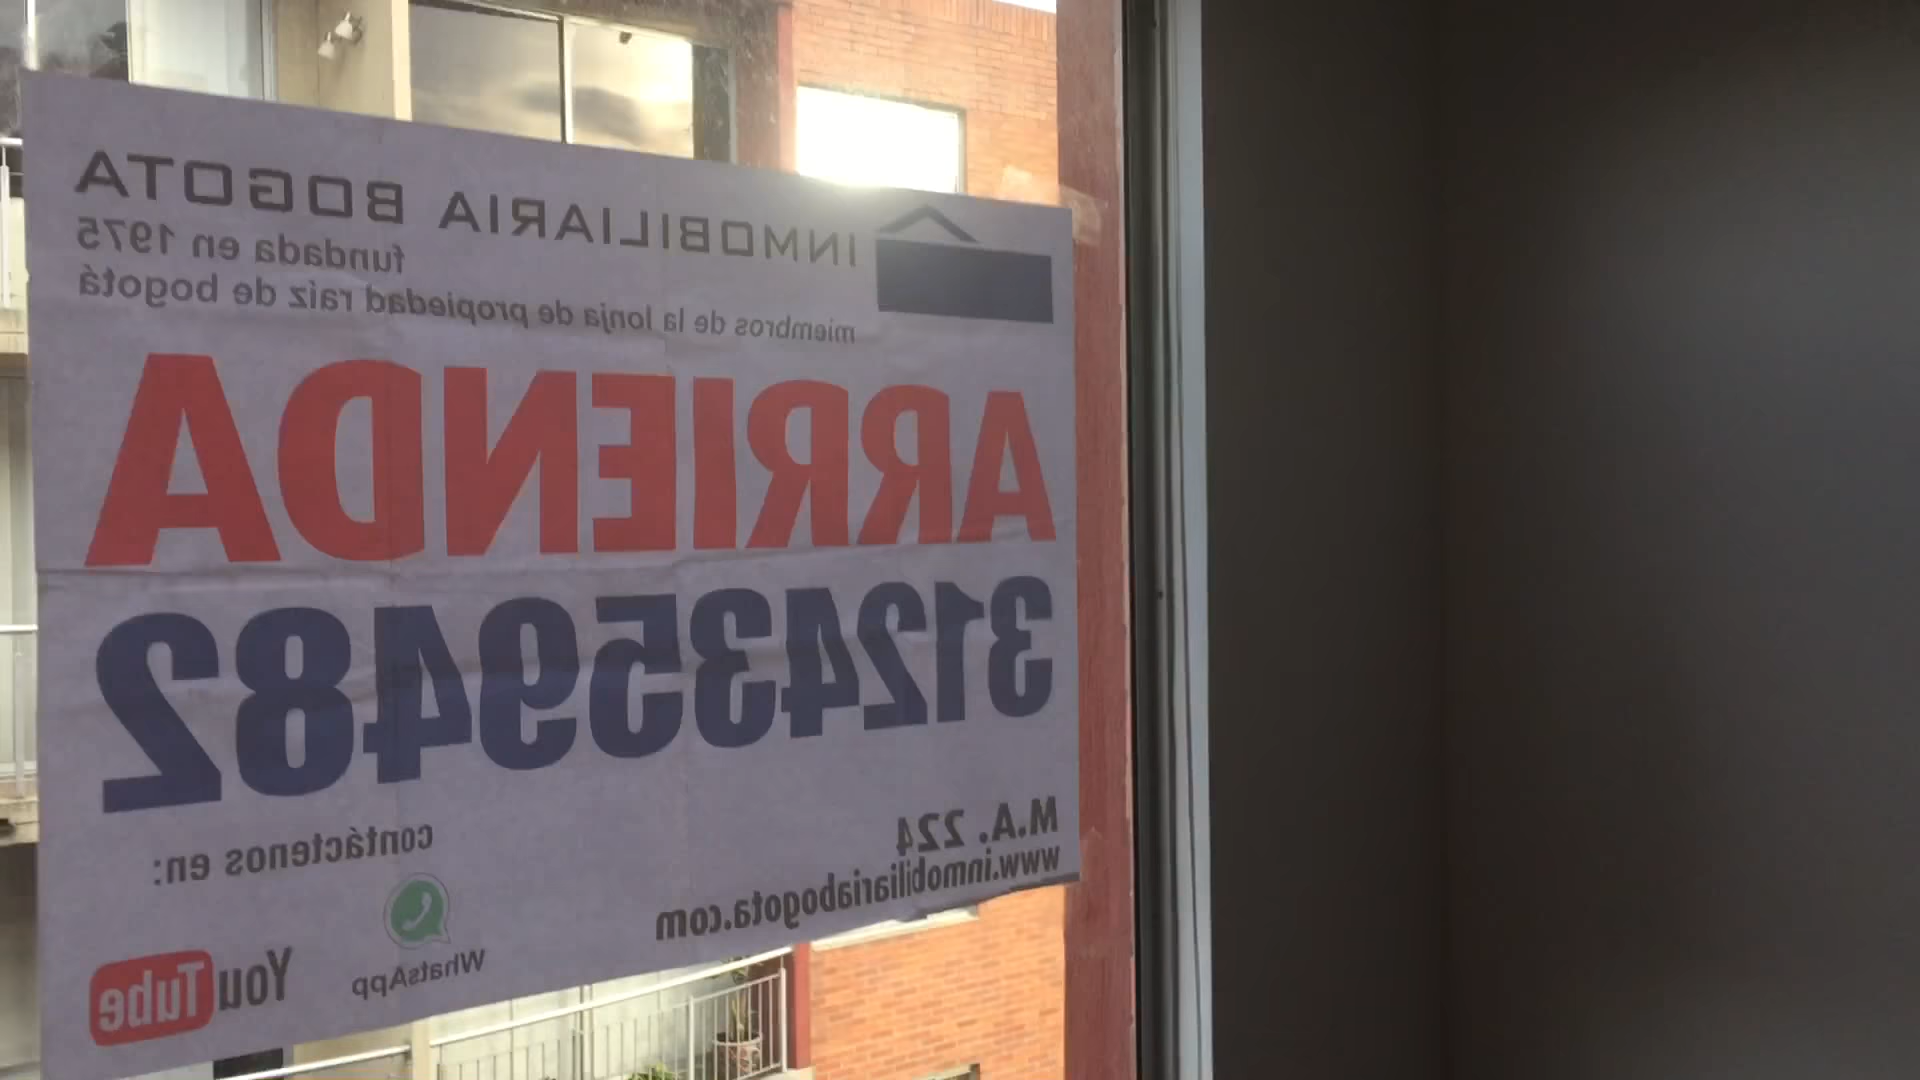 INMOBILIARIA BOGOTA
fundada en 1975
miembros de la lonja de propiedad raíz de bogotá
ARRIENDA
3124359482
M.A. 224
www.inmobiliariabogota.com
contáctenos en:
WhatsApp
YouTube